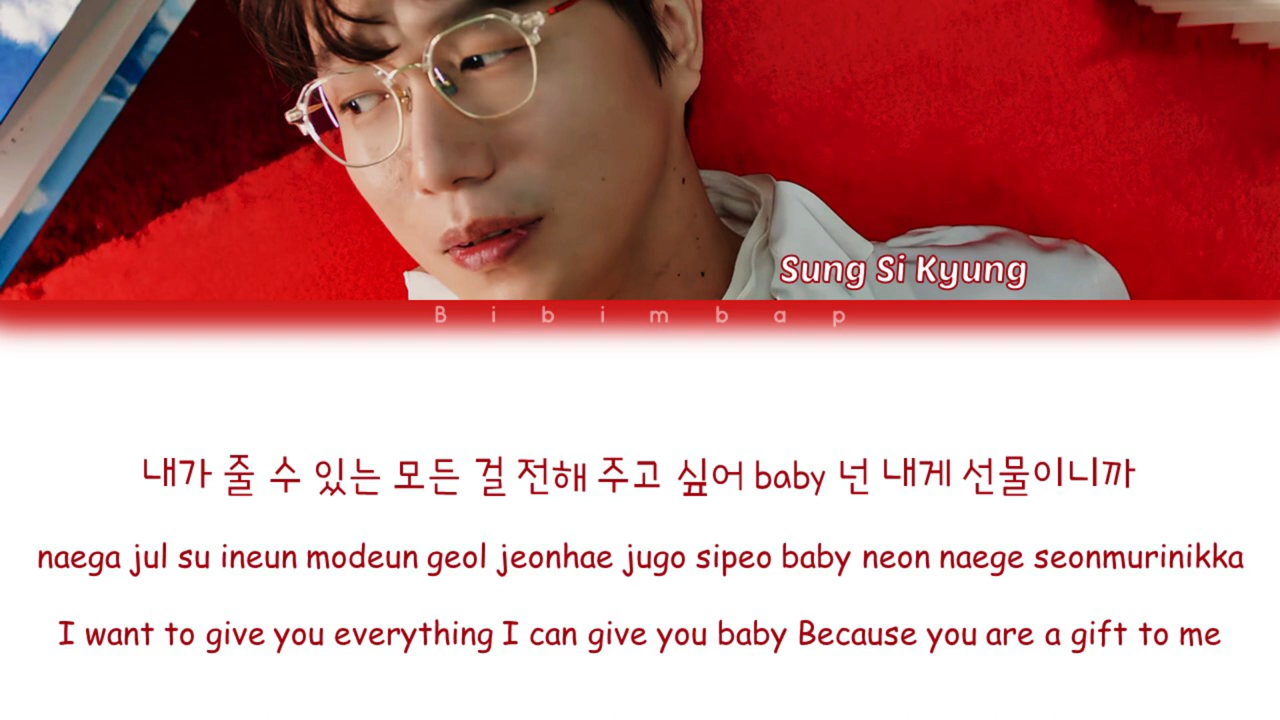 Sung Si Kyung
Bibimbap
내가 줄 수 있는 모든 걸 전해 주고 싶어 baby 넌 내게 선물이니까
naega jul su ineun modeun geol jeonhae jugo sipeo baby neon naege seonmurinikka
I want to give you everything I can give you baby Because you are a gift to me